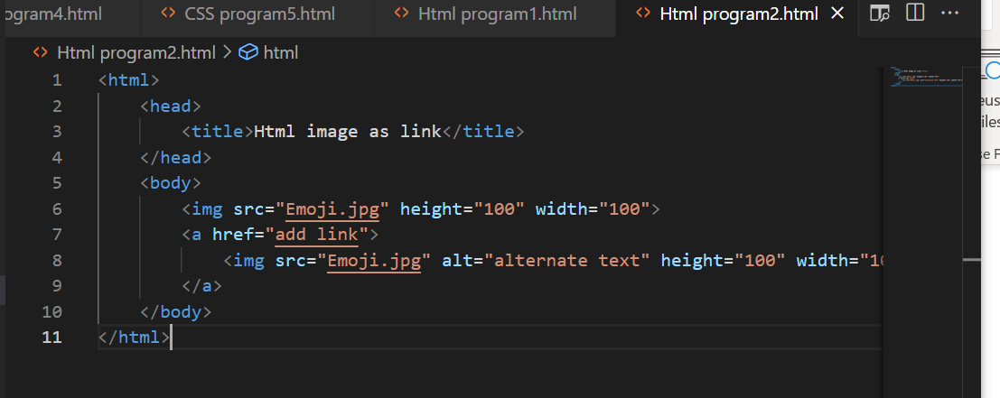 ogram4.html CSS program5.html Html program1.html Html program2.html
Html program2.html > html
1 <html>
2 <head>
3 <title>Html image as link</title>
4 </head>
5 <body>
6 <img src="Emoji.jpg" height="100" width="100">
7 <a href="add link">
8 <img src="Emoji.jpg" alt="alternate text" height="100" width="10
9 </a>
10 </body>
11 </html>
eus
iles
se F